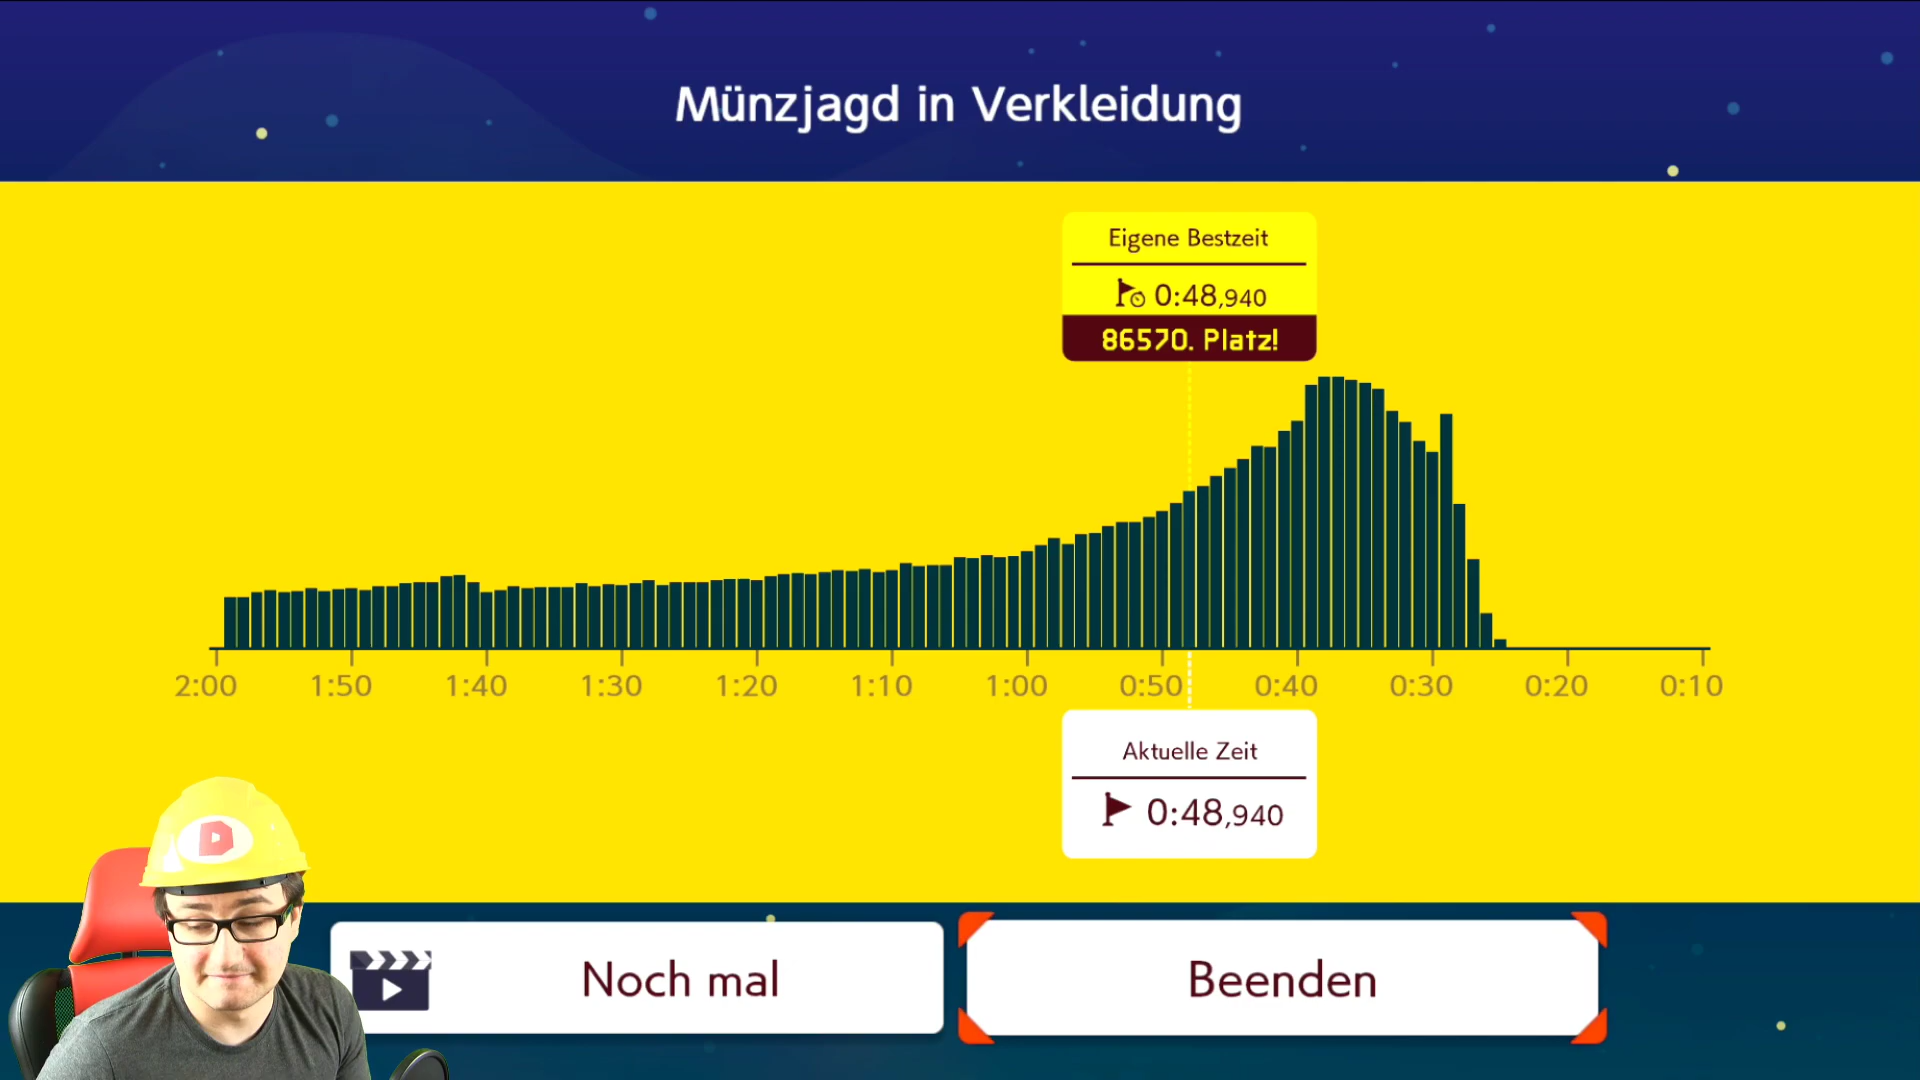 Münzjagd in Verkleidung
Eigene Bestzeit
0:48,940
86570. Platz!
2:00 1:50 1:40 1:30 1:20 1:10 1:00 0:50 0:40 0:30 0:20 0:10
Aktuelle Zeit
0:48,940
D
Noch mal
Beenden